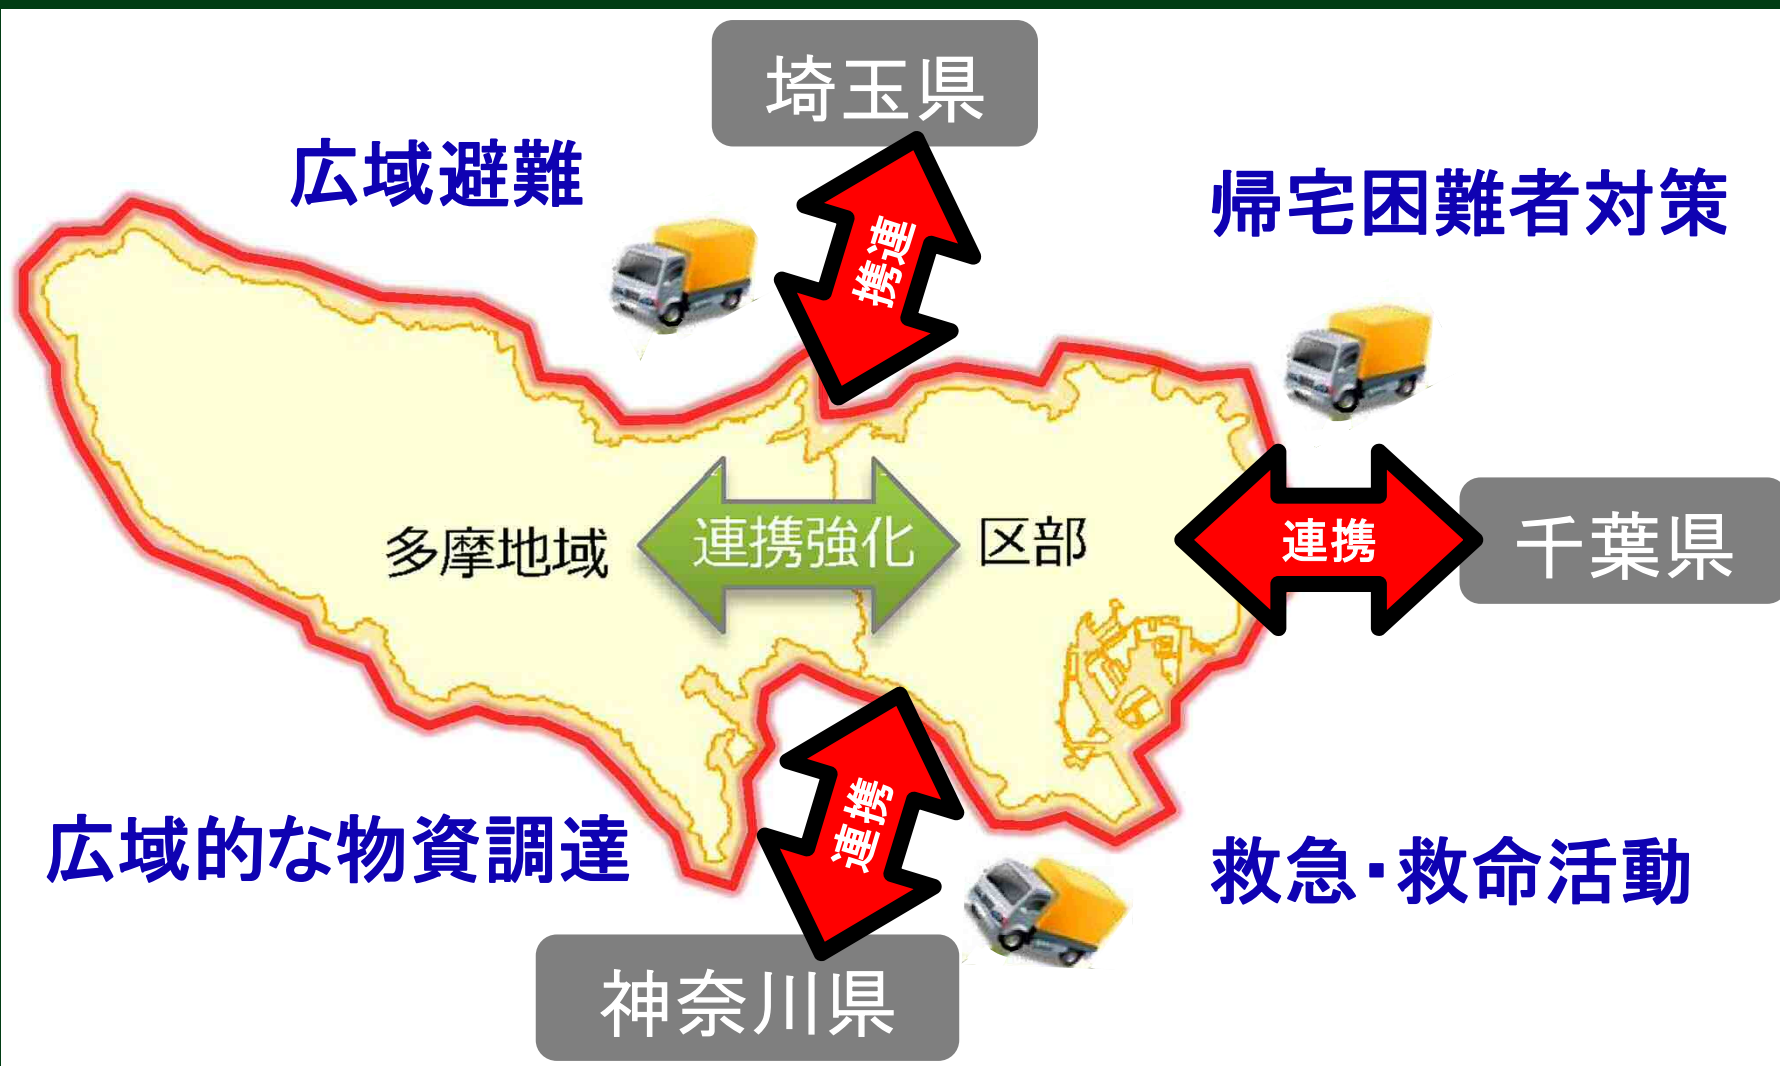 埼玉県
広域避難
帰宅困難者対策
連携
多摩地域
連携強化
区部
連携
千葉県
連携
広域的な物資調達
救急・救命活動
神奈川県